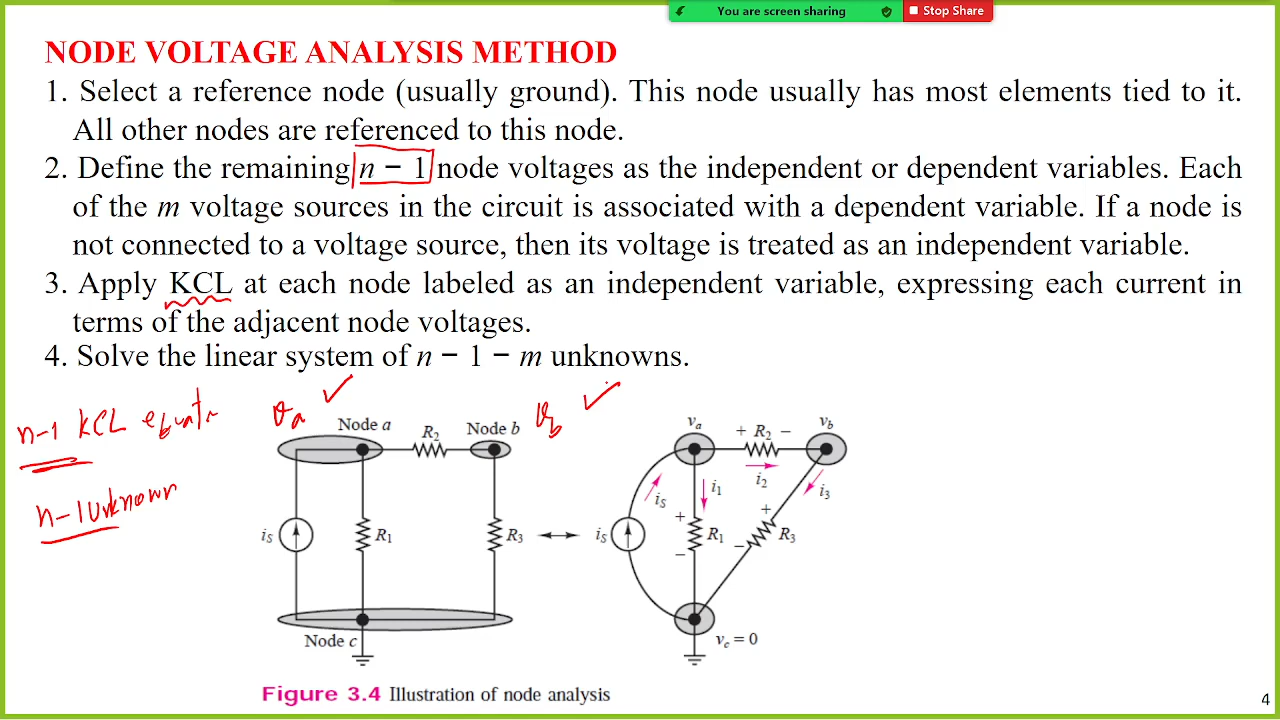 You are screen sharing
Stop Share
NODE VOLTAGE ANALYSIS METHOD
1. Select a reference node (usually ground). This node usually has most elements tied to it.
All other nodes are referenced to this node.
2. Define the remaining n − 1 node voltages as the independent or dependent variables. Each
of the m voltage sources in the circuit is associated with a dependent variable. If a node is
not connected to a voltage source, then its voltage is treated as an independent variable.
3. Apply KCL at each node labeled as an independent variable, expressing each current in
terms of the adjacent node voltages.
4. Solve the linear system of n − 1 − m unknowns.
n-1 KCL
n-1 unknown
va
vb
Node a
R2
Node b
iS
R1
R3
Node c
va
+ R2 −
vb
i2
iS
i1
i3
iS
+
R1
−
+
R3
−
vc = 0
Figure 3.4 Illustration of node analysis
4